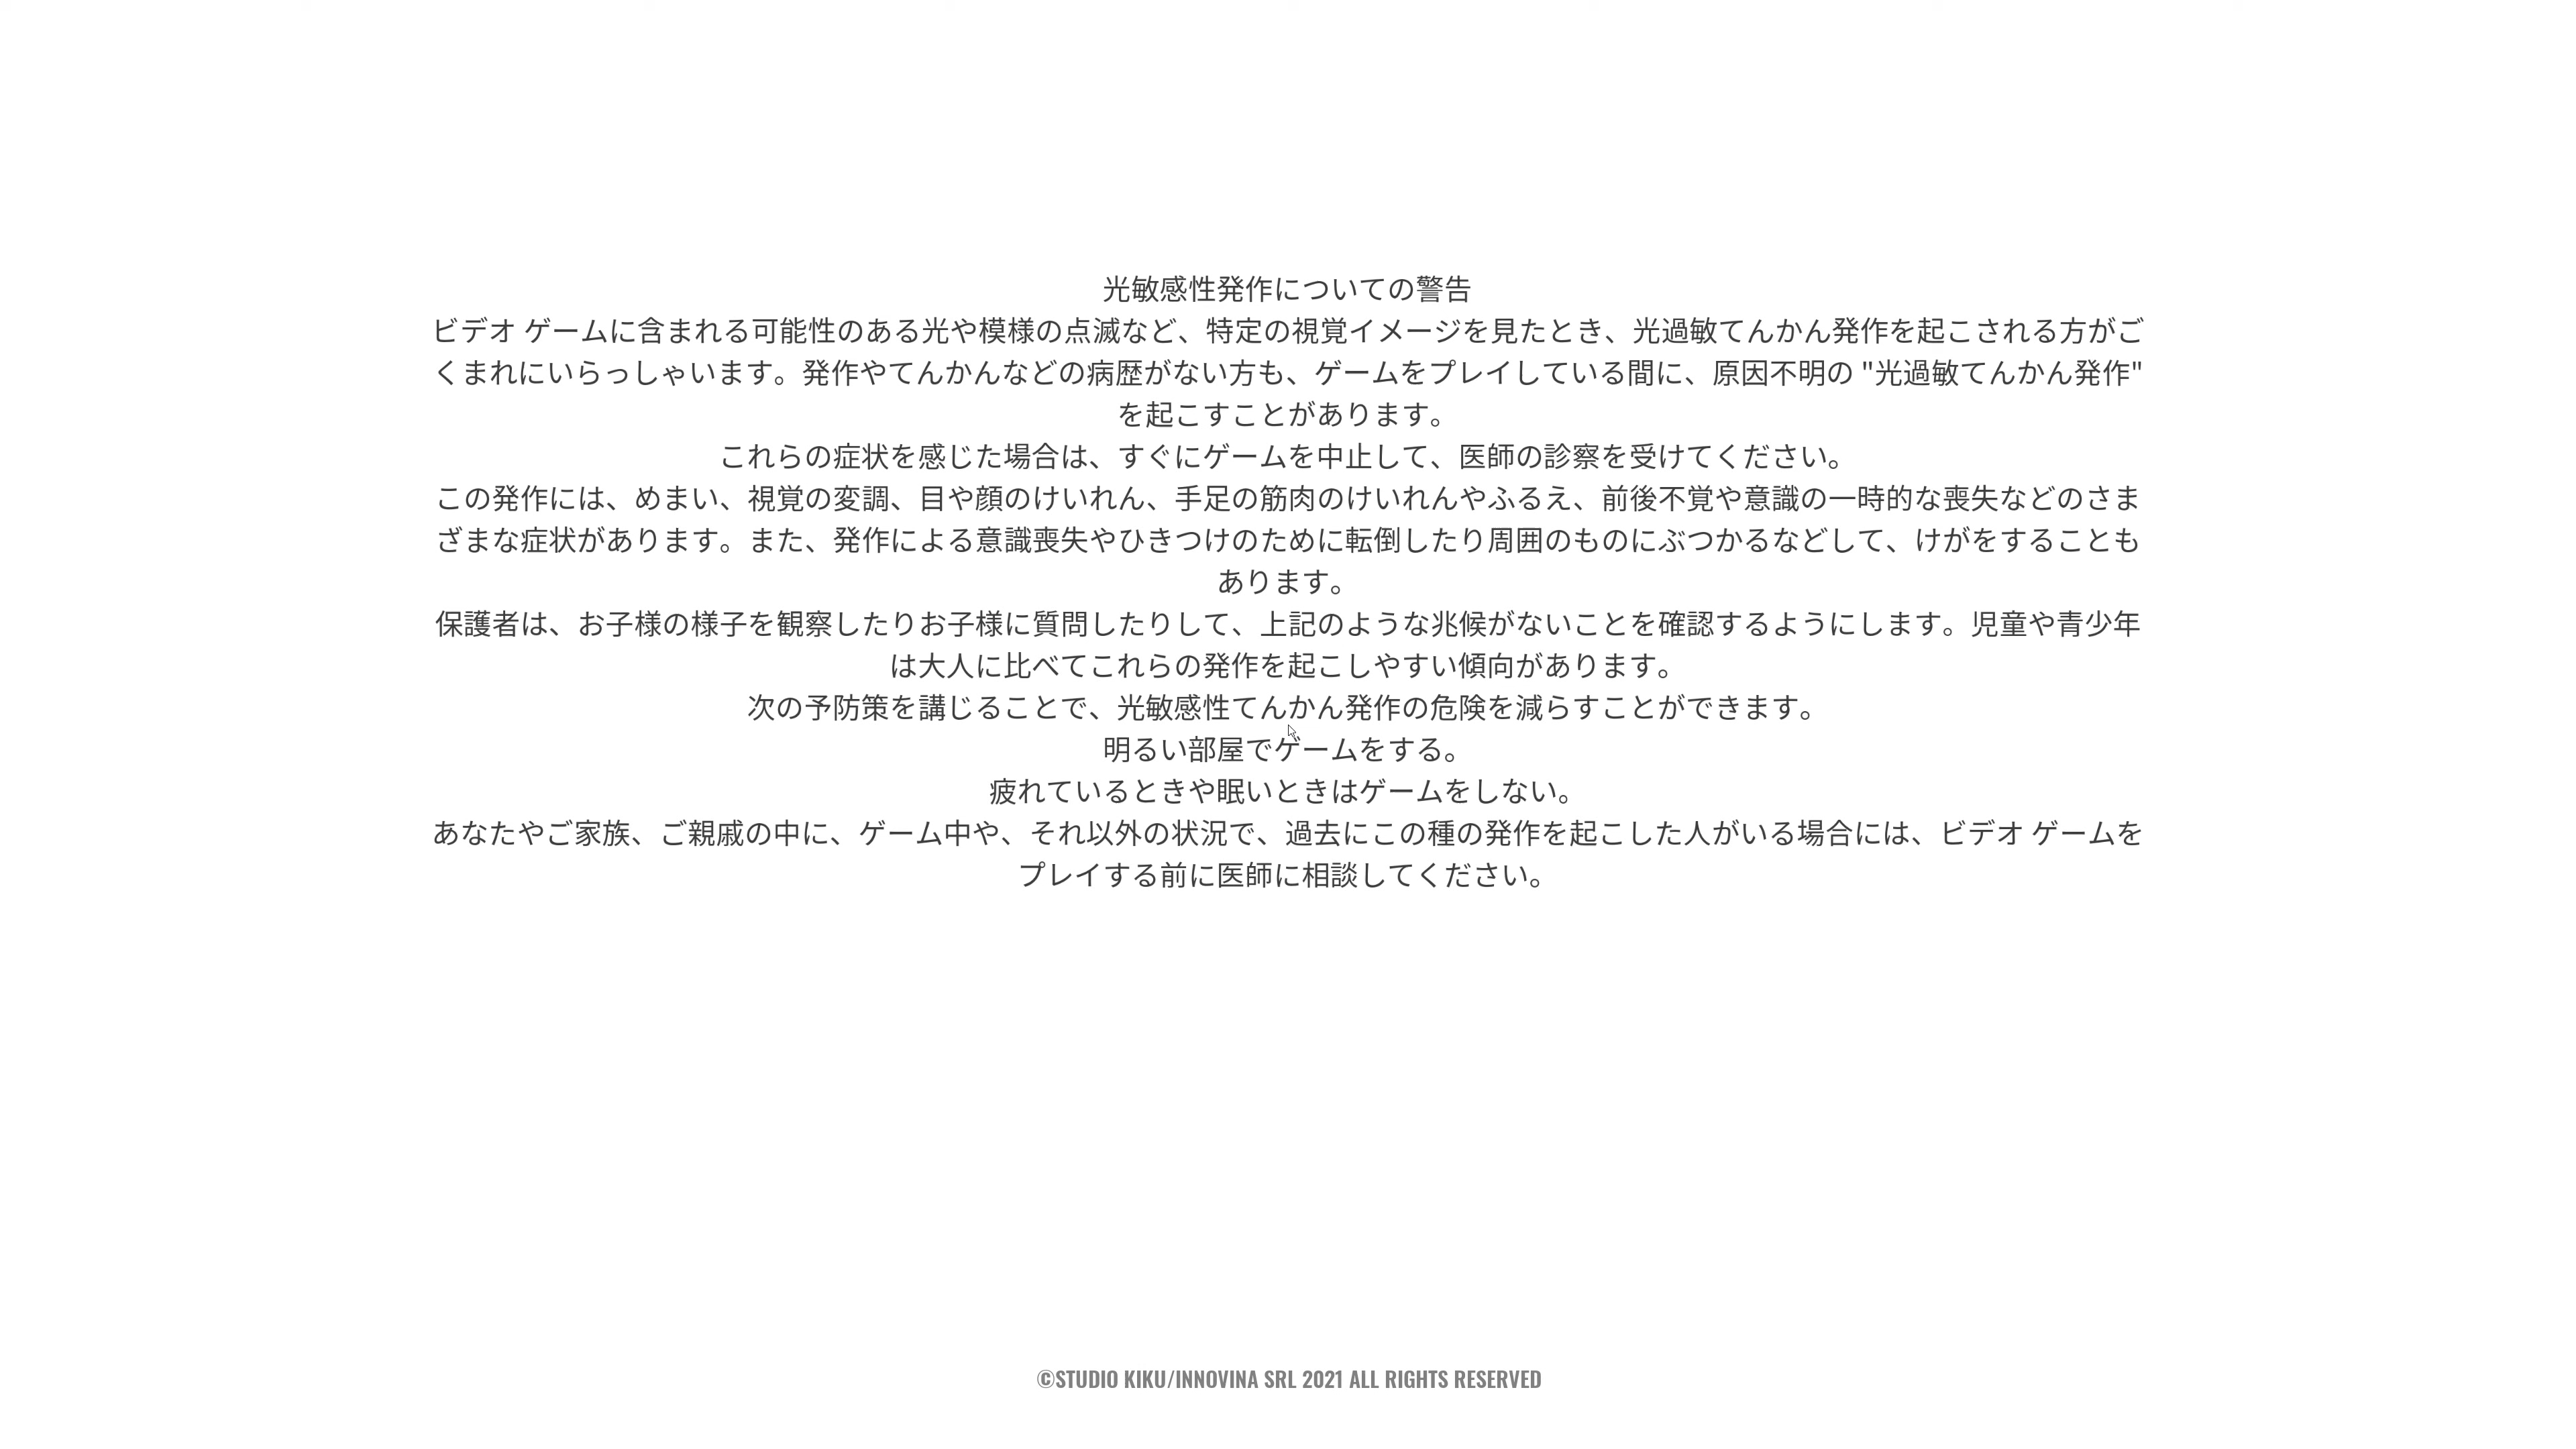 光敏感性発作についての警告
ビデオ ゲームに含まれる可能性のある光や模様の点滅など、特定の視覚イメージを見たとき、光過敏てんかん発作を起こされる方がご
くまれにいらっしゃいます。発作やてんかんなどの病歴がない方も、ゲームをプレイしている間に、原因不明の "光過敏てんかん発作"
を起こすことがあります。
これらの症状を感じた場合は、すぐにゲームを中止して、医師の診察を受けてください。
この発作には、めまい、視覚の変調、目や顔のけいれん、手足の筋肉のけいれんやふるえ、前後不覚や意識の一時的な喪失などのさま
ざまな症状があります。また、発作による意識喪失やひきつけのために転倒したり周囲のものにぶつかるなどして、けがをすることも
あります。
保護者は、お子様の様子を観察したりお子様に質問したりして、上記のような兆候がないことを確認するようにします。児童や青少年
は大人に比べてこれらの発作を起こしやすい傾向があります。
次の予防策を講じることで、光敏感性てんかん発作の危険を減らすことができます。
明るい部屋でゲームをする。
疲れているときや眠いときはゲームをしない。
あなたやご家族、ご親戚の中に、ゲーム中や、それ以外の状況で、過去にこの種の発作を起こした人がいる場合には、ビデオ ゲームを
プレイする前に医師に相談してください。
©STUDIO KIKU/INNOVINA SRL 2021 ALL RIGHTS RESERVED